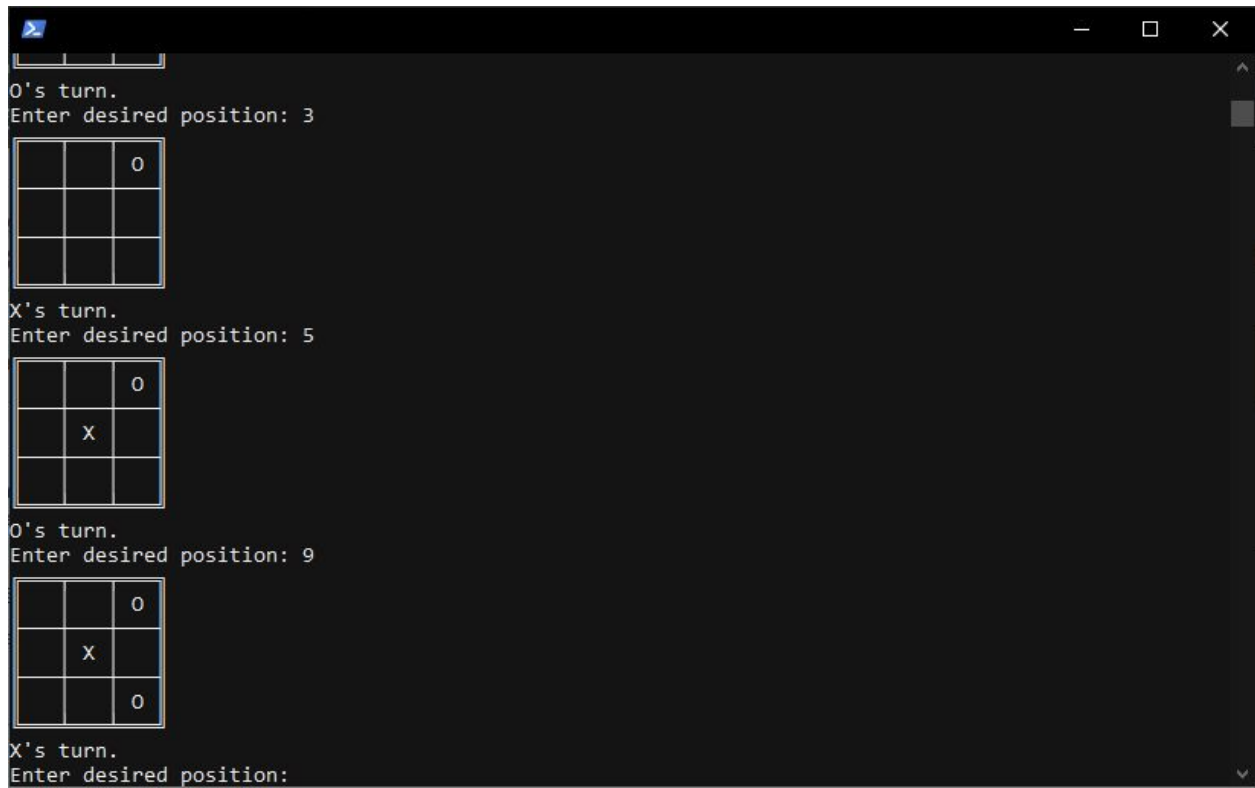 O's turn.
Enter desired position: 3
O
X's turn.
Enter desired position: 5
O
X
O's turn.
Enter desired position: 9
O
X
O
X's turn.
Enter desired position: